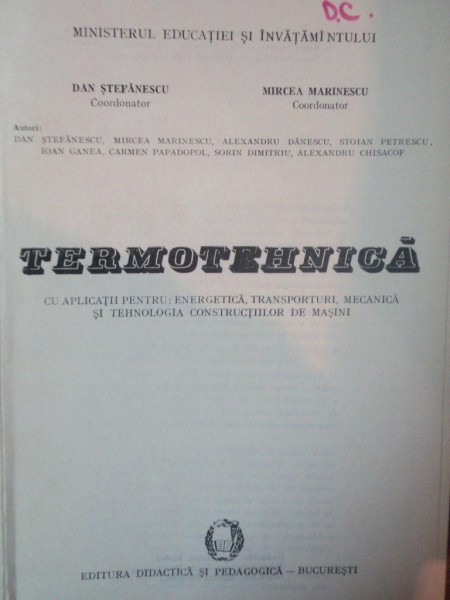 D.C.
MINISTERUL EDUCAȚIEI ȘI ÎNVĂȚĂMÎNTULUI
DAN ȘTEFĂNESCU MIRCEA MARINESCU
Coordonator Coordonator
Autori:
DAN ȘTEFĂNESCU, MIRCEA MARINESCU, ALEXANDRU DĂNESCU, STOIAN PETRESCU,
IOAN GANEA, CARMEN PAPADOPOL, SORIN DIMITRIU, ALEXANDRU CHISACOF
TERMOTEHNICĂ
CU APLICAȚII PENTRU: ENERGETICĂ, TRANSPORTURI, MECANICĂ
ȘI TEHNOLOGIA CONSTRUCȚIILOR DE MAȘINI
EDITURA DIDACTICĂ ȘI PEDAGOGICĂ – BUCUREȘTI